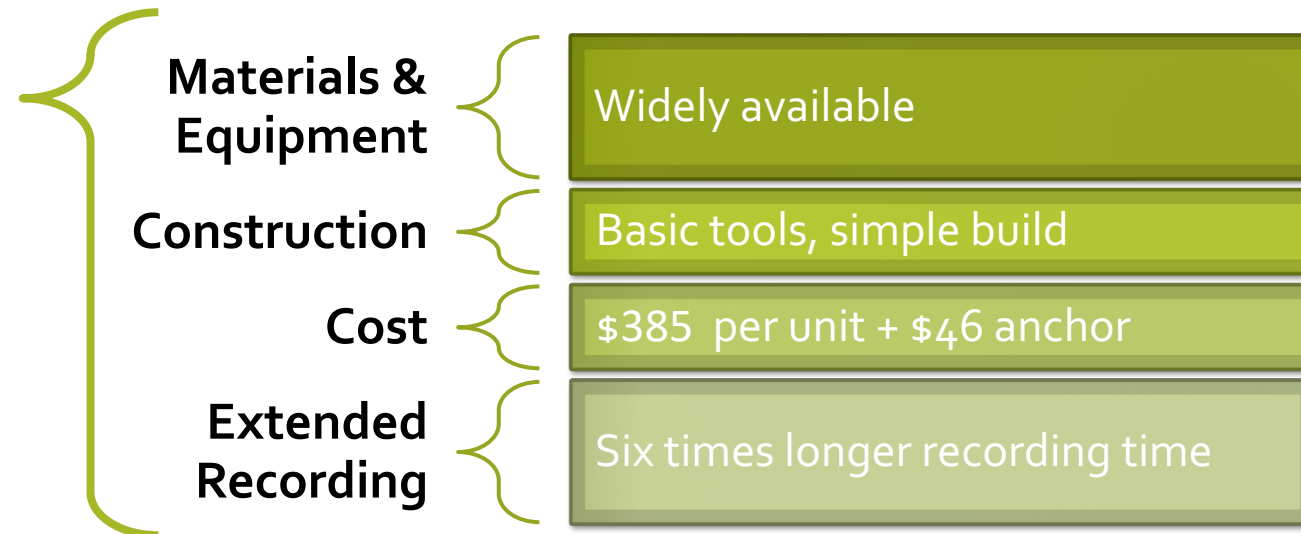 Materials &
Equipment
Widely available
Construction
Basic tools, simple build
Cost
$385 per unit + $46 anchor
Extended
Recording
Six times longer recording time